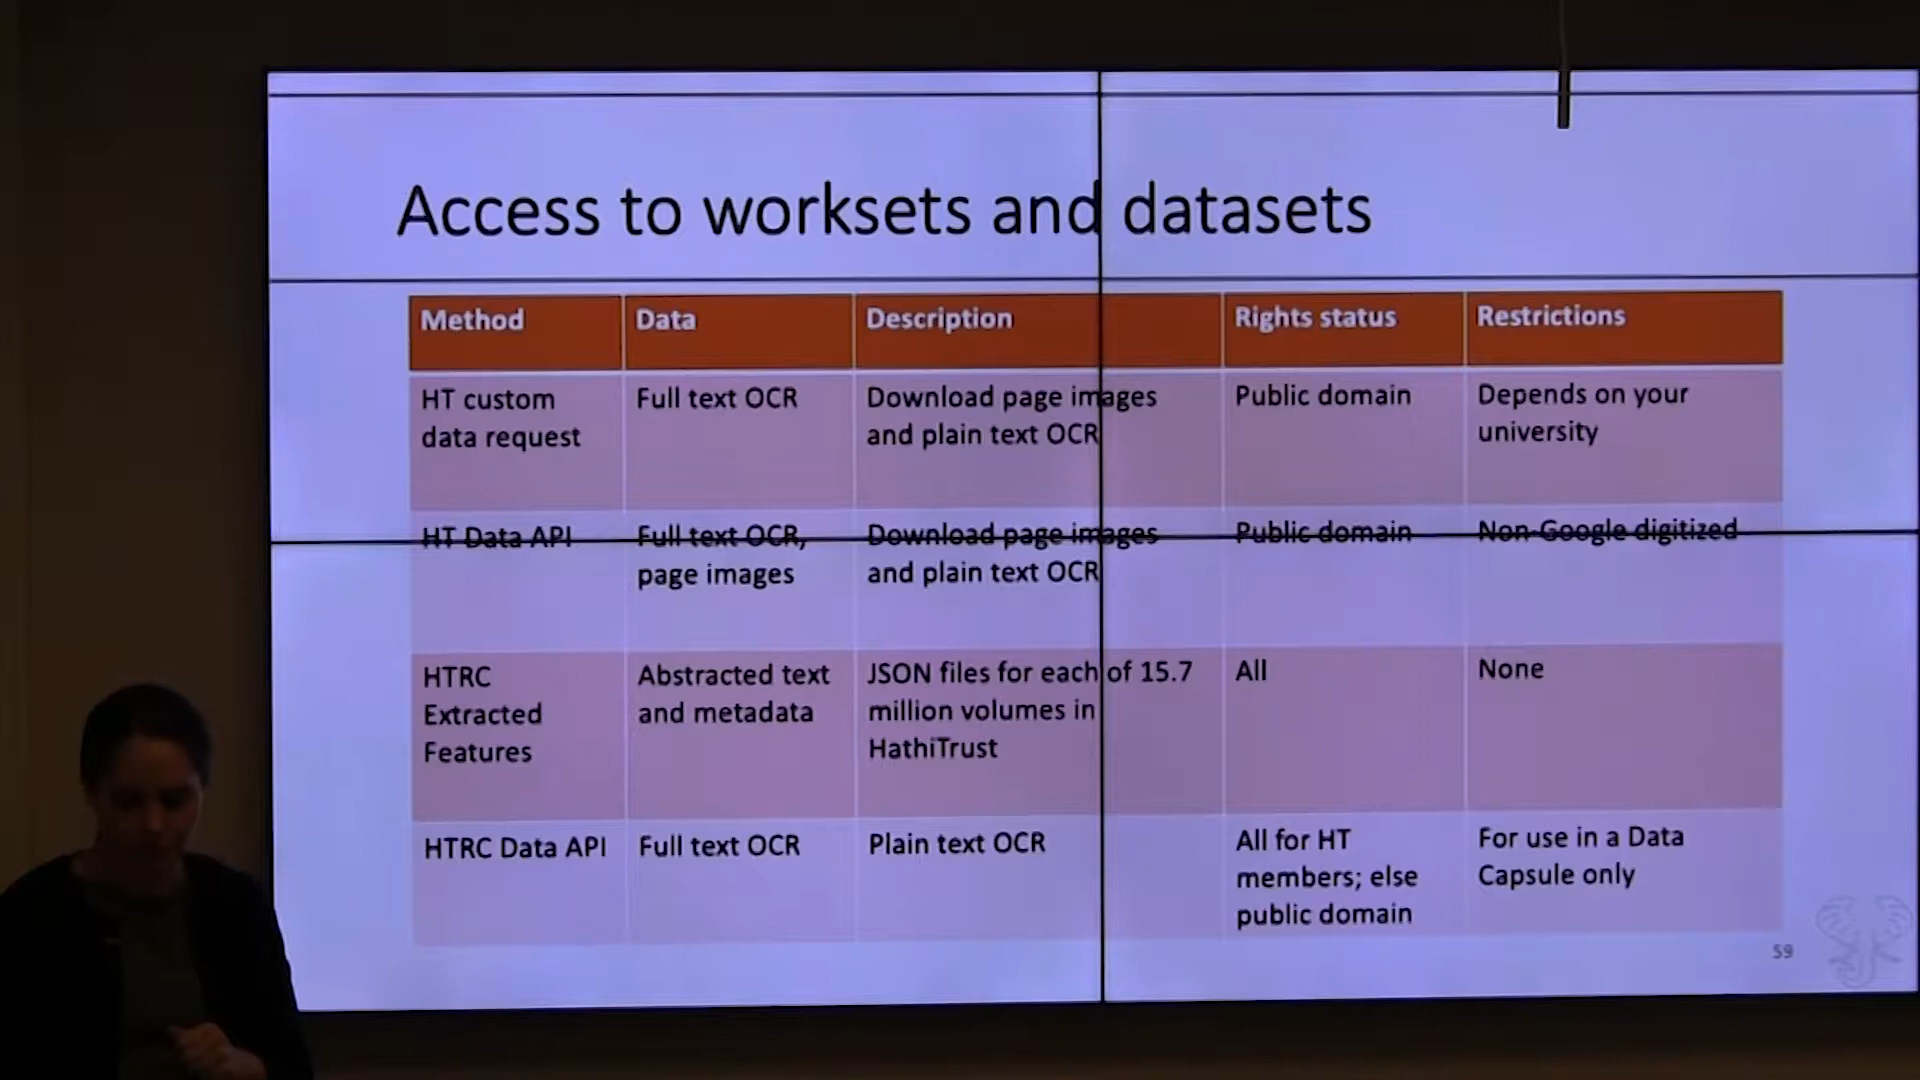 Access to worksets and datasets
Method
Data
Description
Rights status
Restrictions
HT custom
data request
Full text OCR
Download page images
and plain text OCR
Public domain
Depends on your
university
HT Data API
Full text OCR,
page images
Download page images
and plain text OCR
Public domain
Non-Google digitized
HTRC
Extracted
Features
Abstracted text
and metadata
JSON files for each of 15.7
million volumes in
HathiTrust
All
None
HTRC Data API
Full text OCR
Plain text OCR
All for HT
members; else
public domain
For use in a Data
Capsule only
59